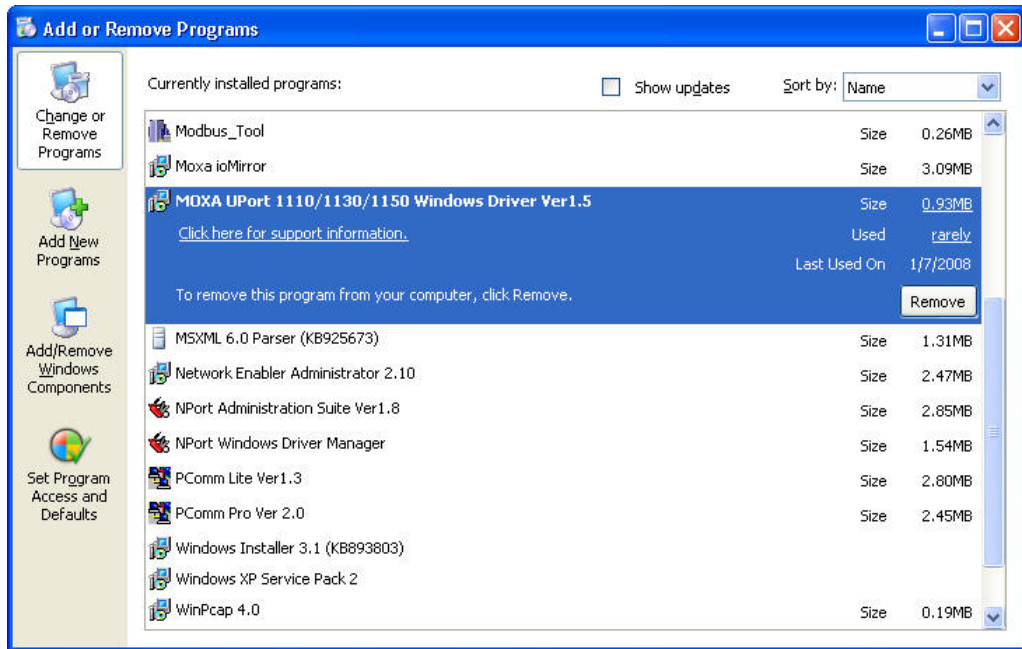 Add or Remove Programs
Change or
Remove
Programs
Add New
Programs
Add/Remove
Windows
Components
Set Program
Access and
Defaults
Currently installed programs:
Show updates
Sort by: Name
Modbus_Tool Size 0.26MB
Moxa ioMirror Size 3.09MB
MOXA UPort 1110/1130/1150 Windows Driver Ver1.5 Size 0.93MB
Click here for support information. Used rarely
Last Used On 1/7/2008
To remove this program from your computer, click Remove. Remove
MSXML 6.0 Parser (KB925673) Size 1.31MB
Network Enabler Administrator 2.10 Size 2.47MB
NPort Administration Suite Ver1.8 Size 2.85MB
NPort Windows Driver Manager Size 1.54MB
PComm Lite Ver1.3 Size 2.80MB
PComm Pro Ver 2.0 Size 2.45MB
Windows Installer 3.1 (KB893803)
Windows XP Service Pack 2
WinPcap 4.0 Size 0.19MB